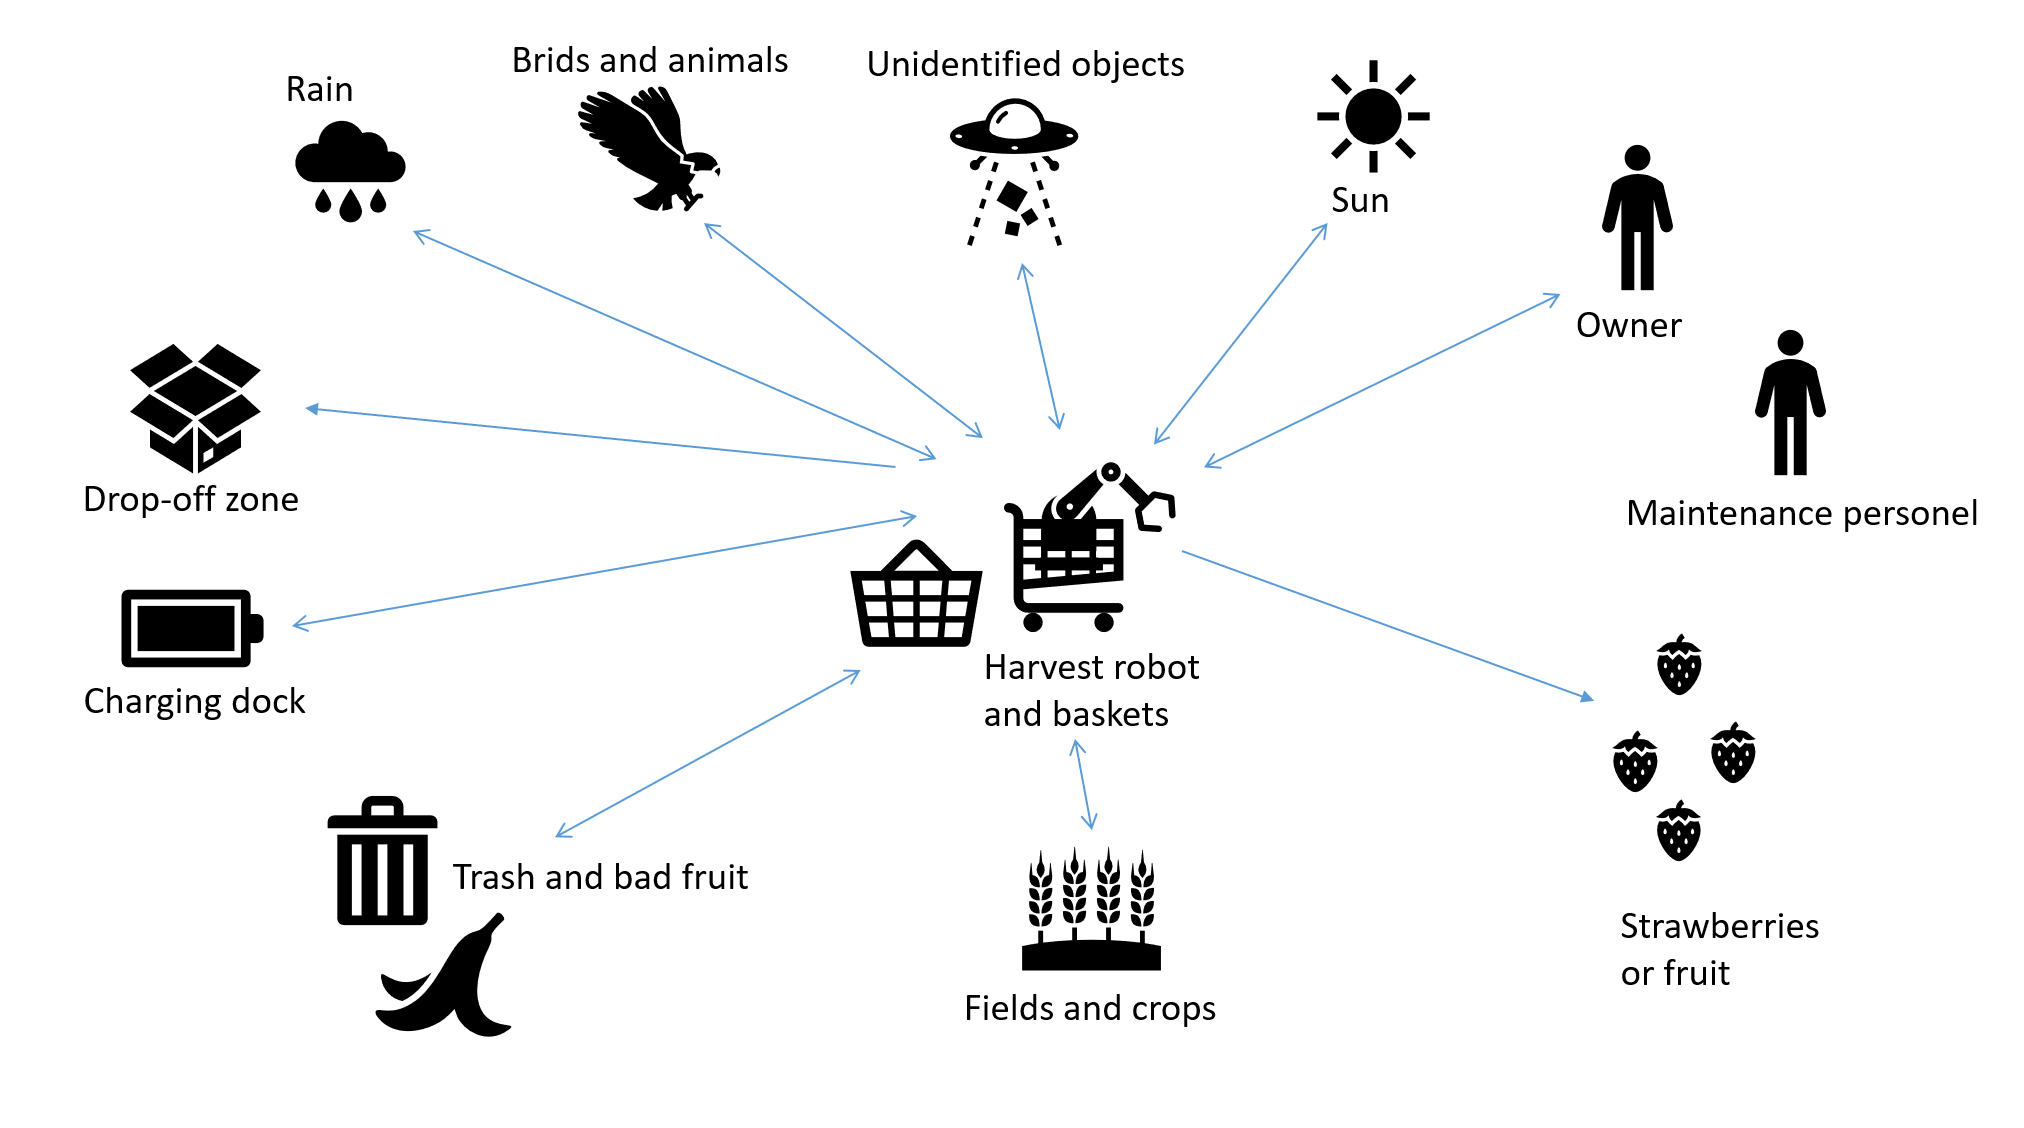 Rain
Brids and animals
Unidentified objects
Sun
Owner
Maintenance personel
Drop-off zone
Charging dock
Harvest robot
and baskets
Trash and bad fruit
Fields and crops
Strawberries
or fruit